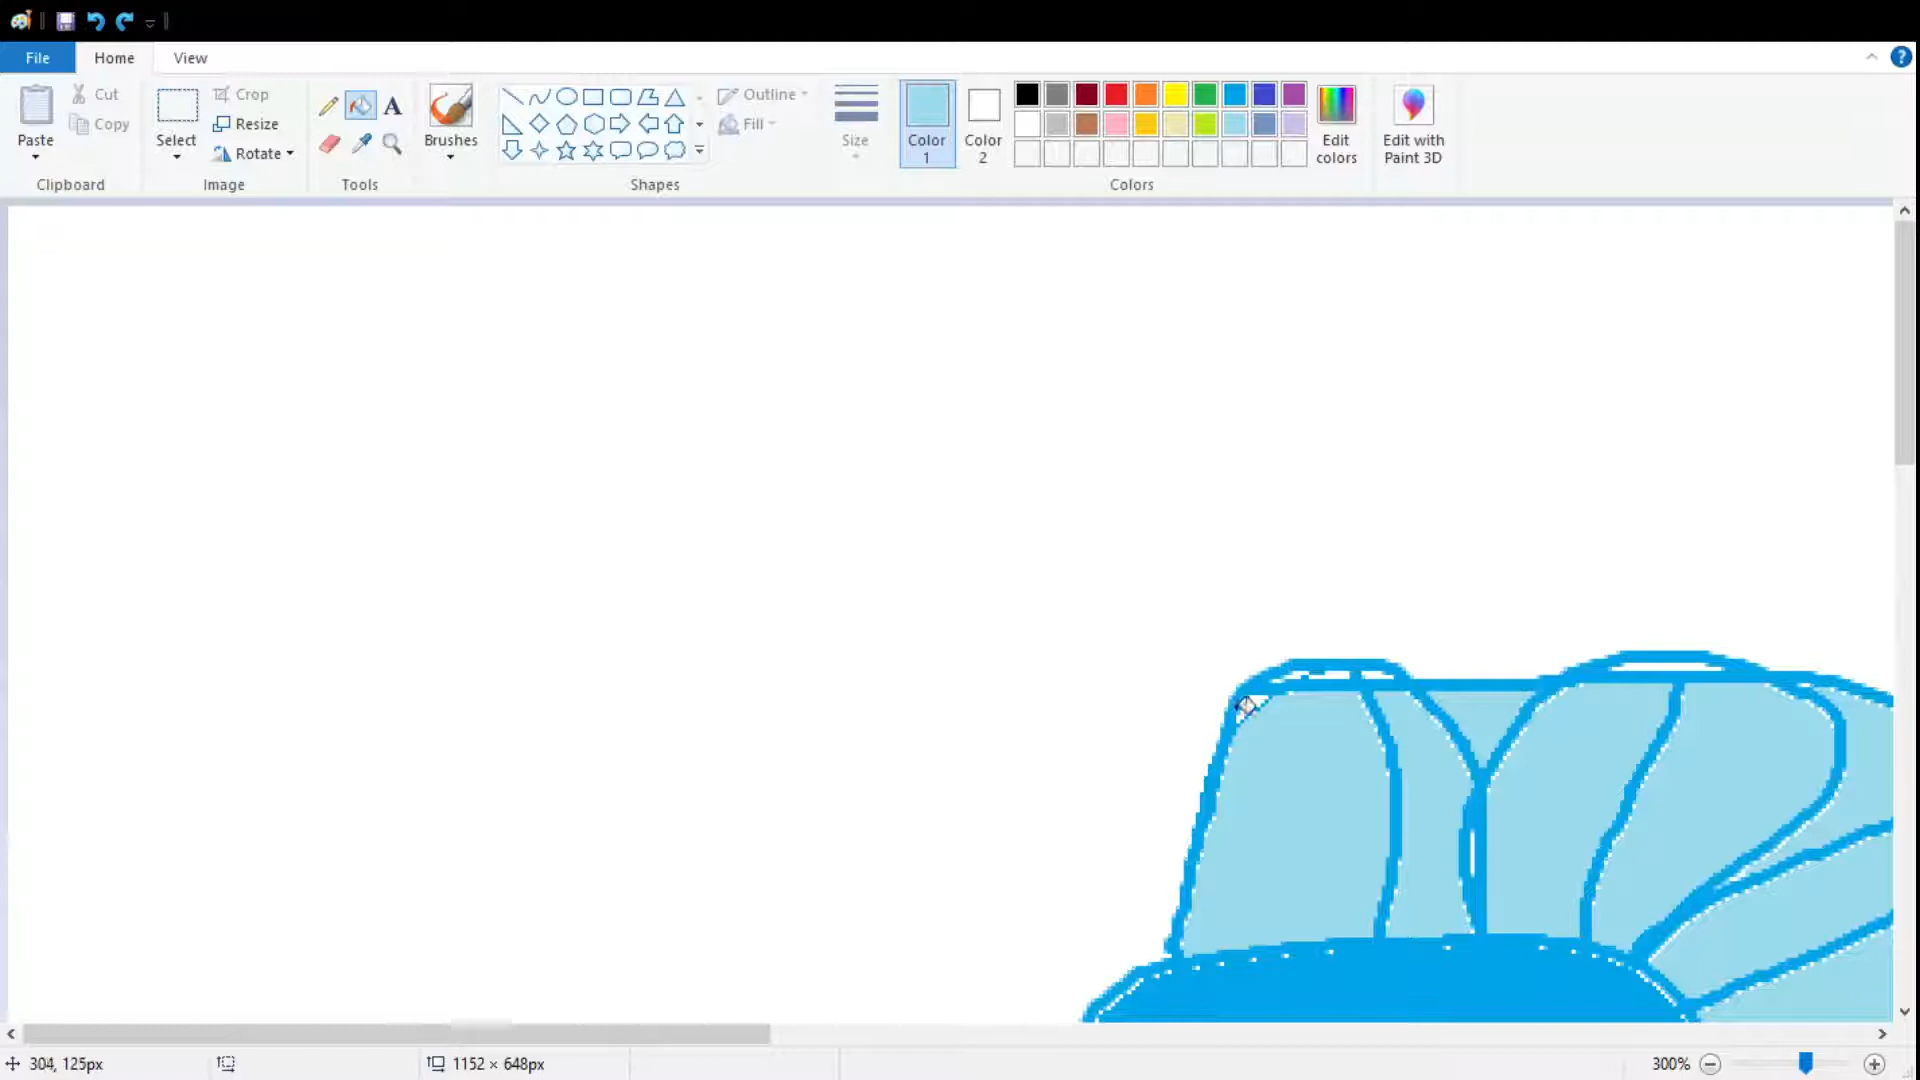 File Home View
Paste Cut Copy
Select Crop Resize Rotate
A
Brushes
Outline Fill
Size
Color 1 Color 2
Edit colors
Edit with Paint 3D
Clipboard Image Tools Shapes Colors
304, 125px 1152 × 648px 300%